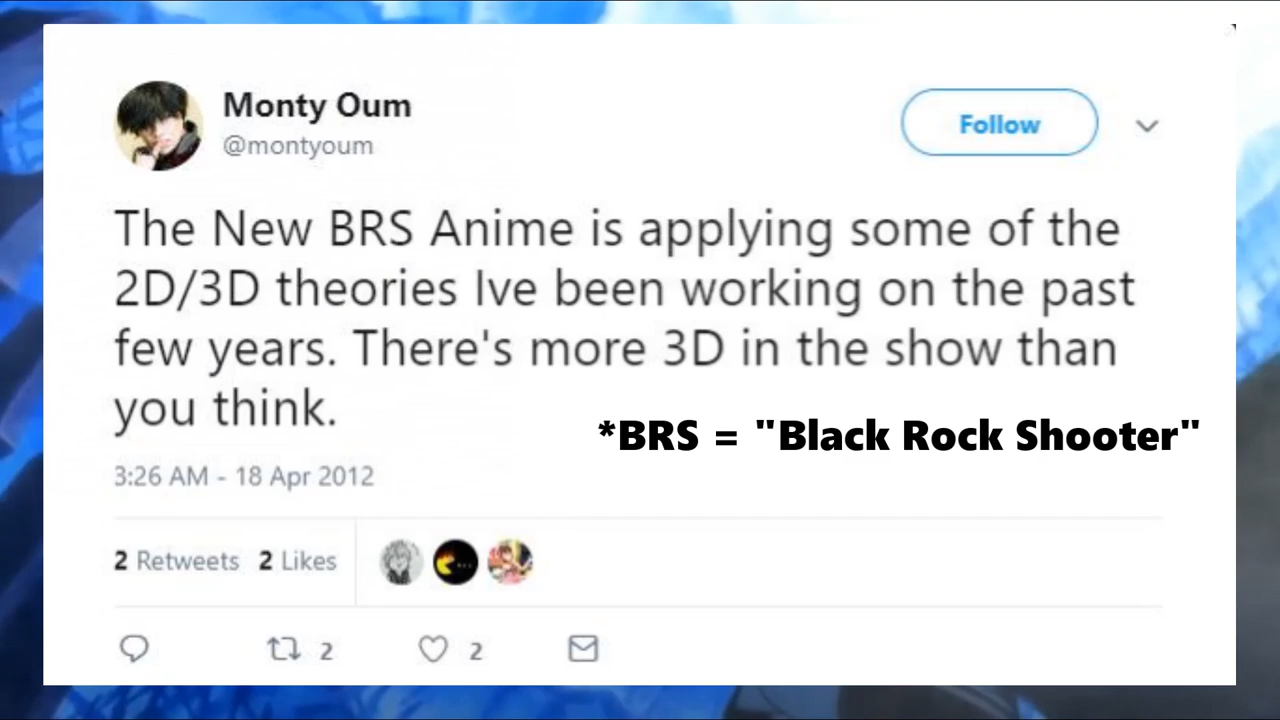 Monty Oum
@montyoum
Follow
The New BRS Anime is applying some of the
2D/3D theories Ive been working on the past
few years. There's more 3D in the show than
you think.
*BRS = "Black Rock Shooter"
3:26 AM - 18 Apr 2012
2 Retweets 2 Likes
2 2